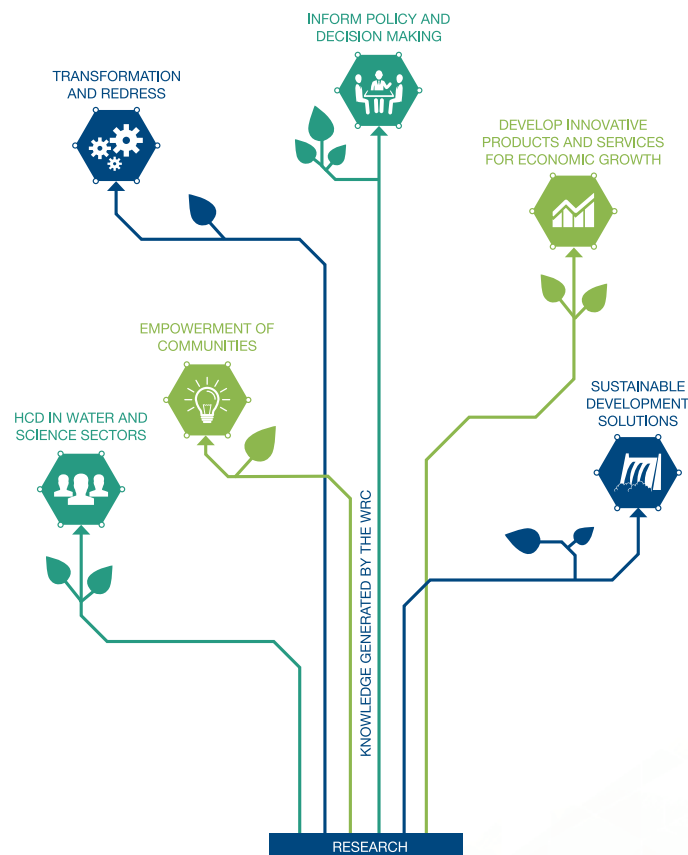 INFORM POLICY AND
DECISION MAKING
TRANSFORMATION
AND REDRESS
DEVELOP INNOVATIVE
PRODUCTS AND SERVICES
FOR ECONOMIC GROWTH
EMPOWERMENT OF
COMMUNITIES
SUSTAINABLE
DEVELOPMENT
SOLUTIONS
HCD IN WATER AND
SCIENCE SECTORS
KNOWLEDGE GENERATED BY THE WRC
RESEARCH